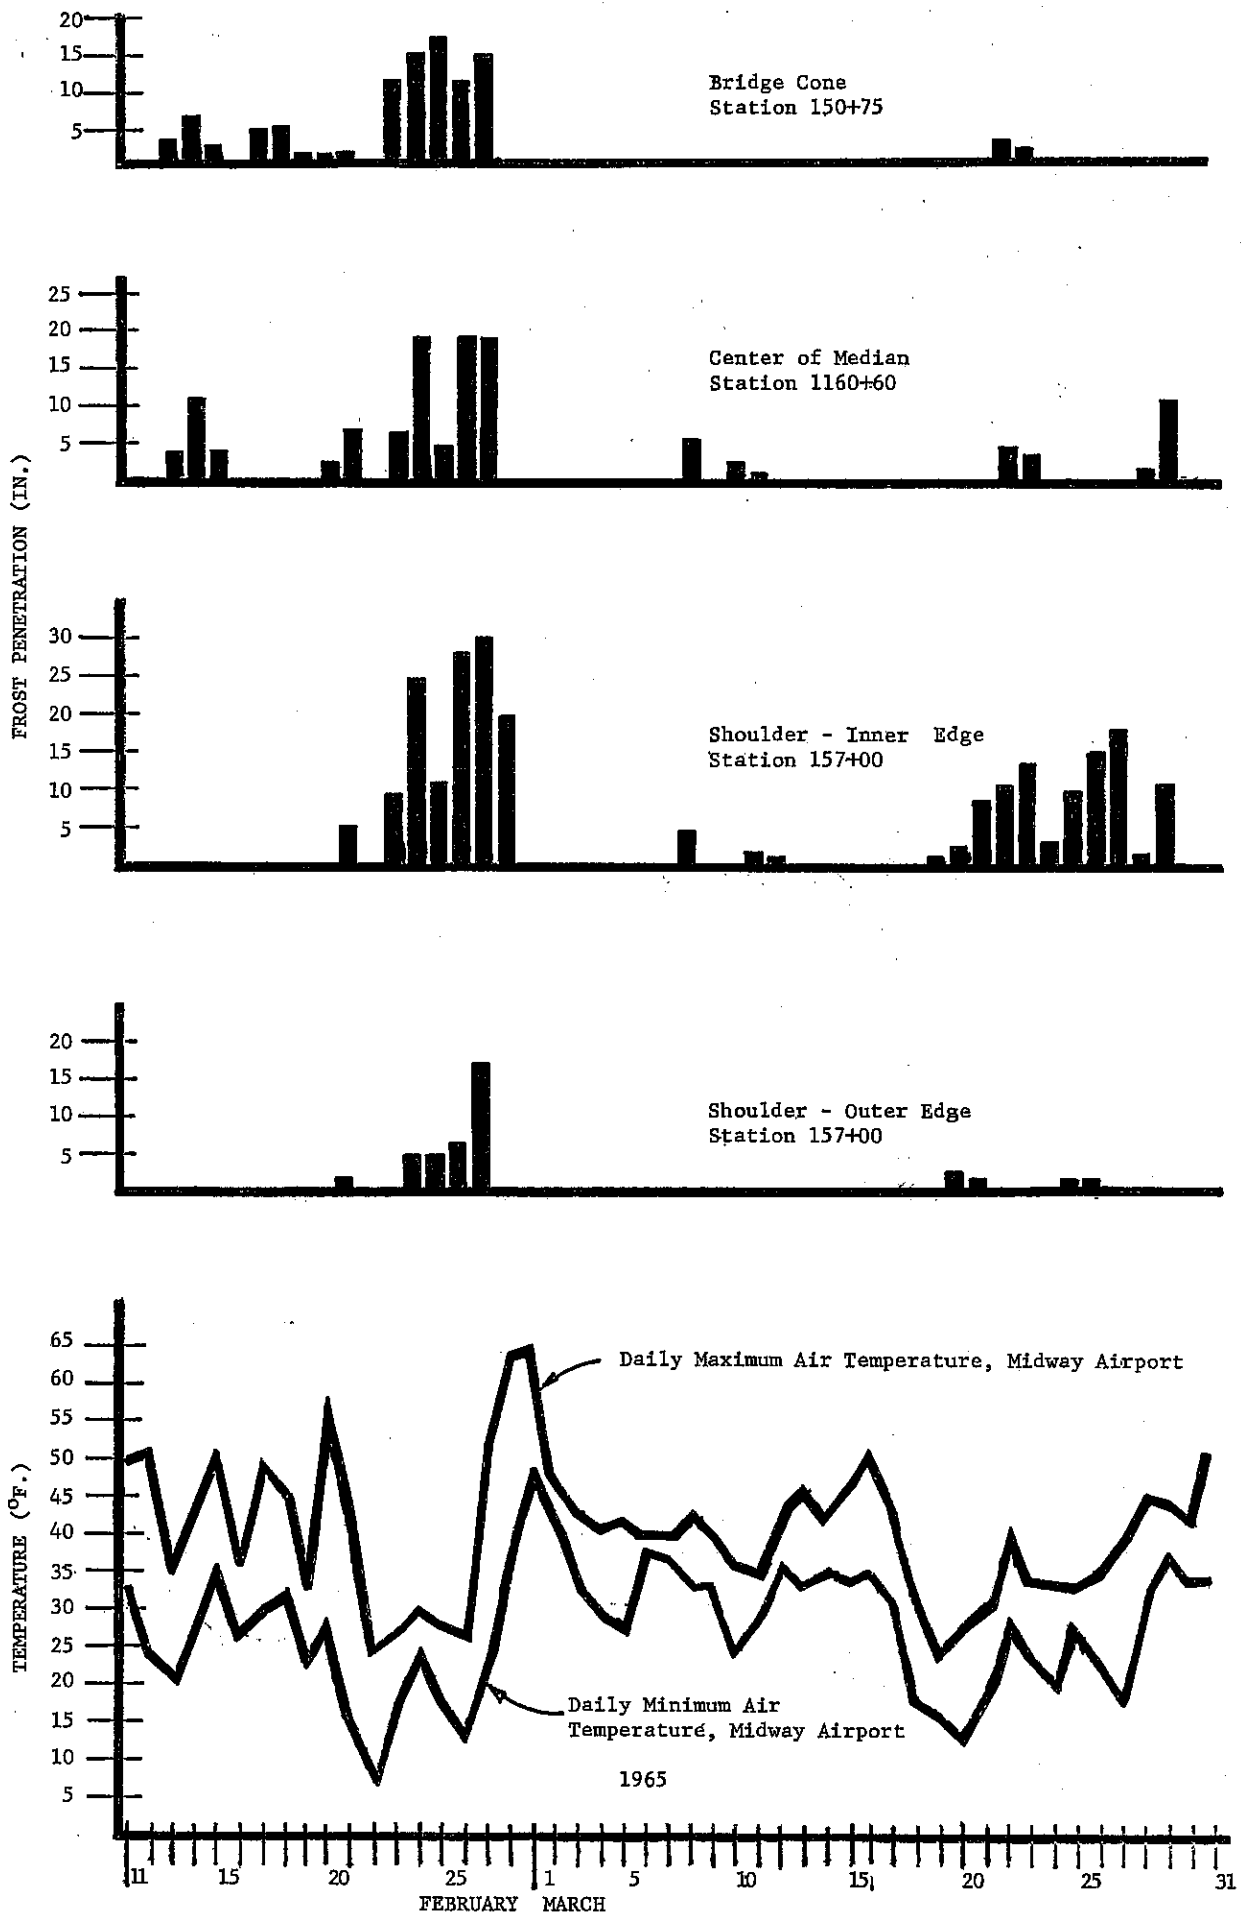 20
15
10
5
Bridge Cone
Station 150+75
25
20
15
10
5
Center of Median
Station 1160+60
FROST PENETRATION (IN.)
30
25
20
15
10
5
Shoulder - Inner Edge
Station 157+00
20
15
10
5
Shoulder - Outer Edge
Station 157+00
TEMPERATURE (°F.)
65
60
55
50
45
40
35
30
25
20
15
10
5
Daily Maximum Air Temperature, Midway Airport
Daily Minimum Air
Temperature, Midway Airport
1965
11 15 20 25 1 5 10 15 20 25 31
FEBRUARY MARCH